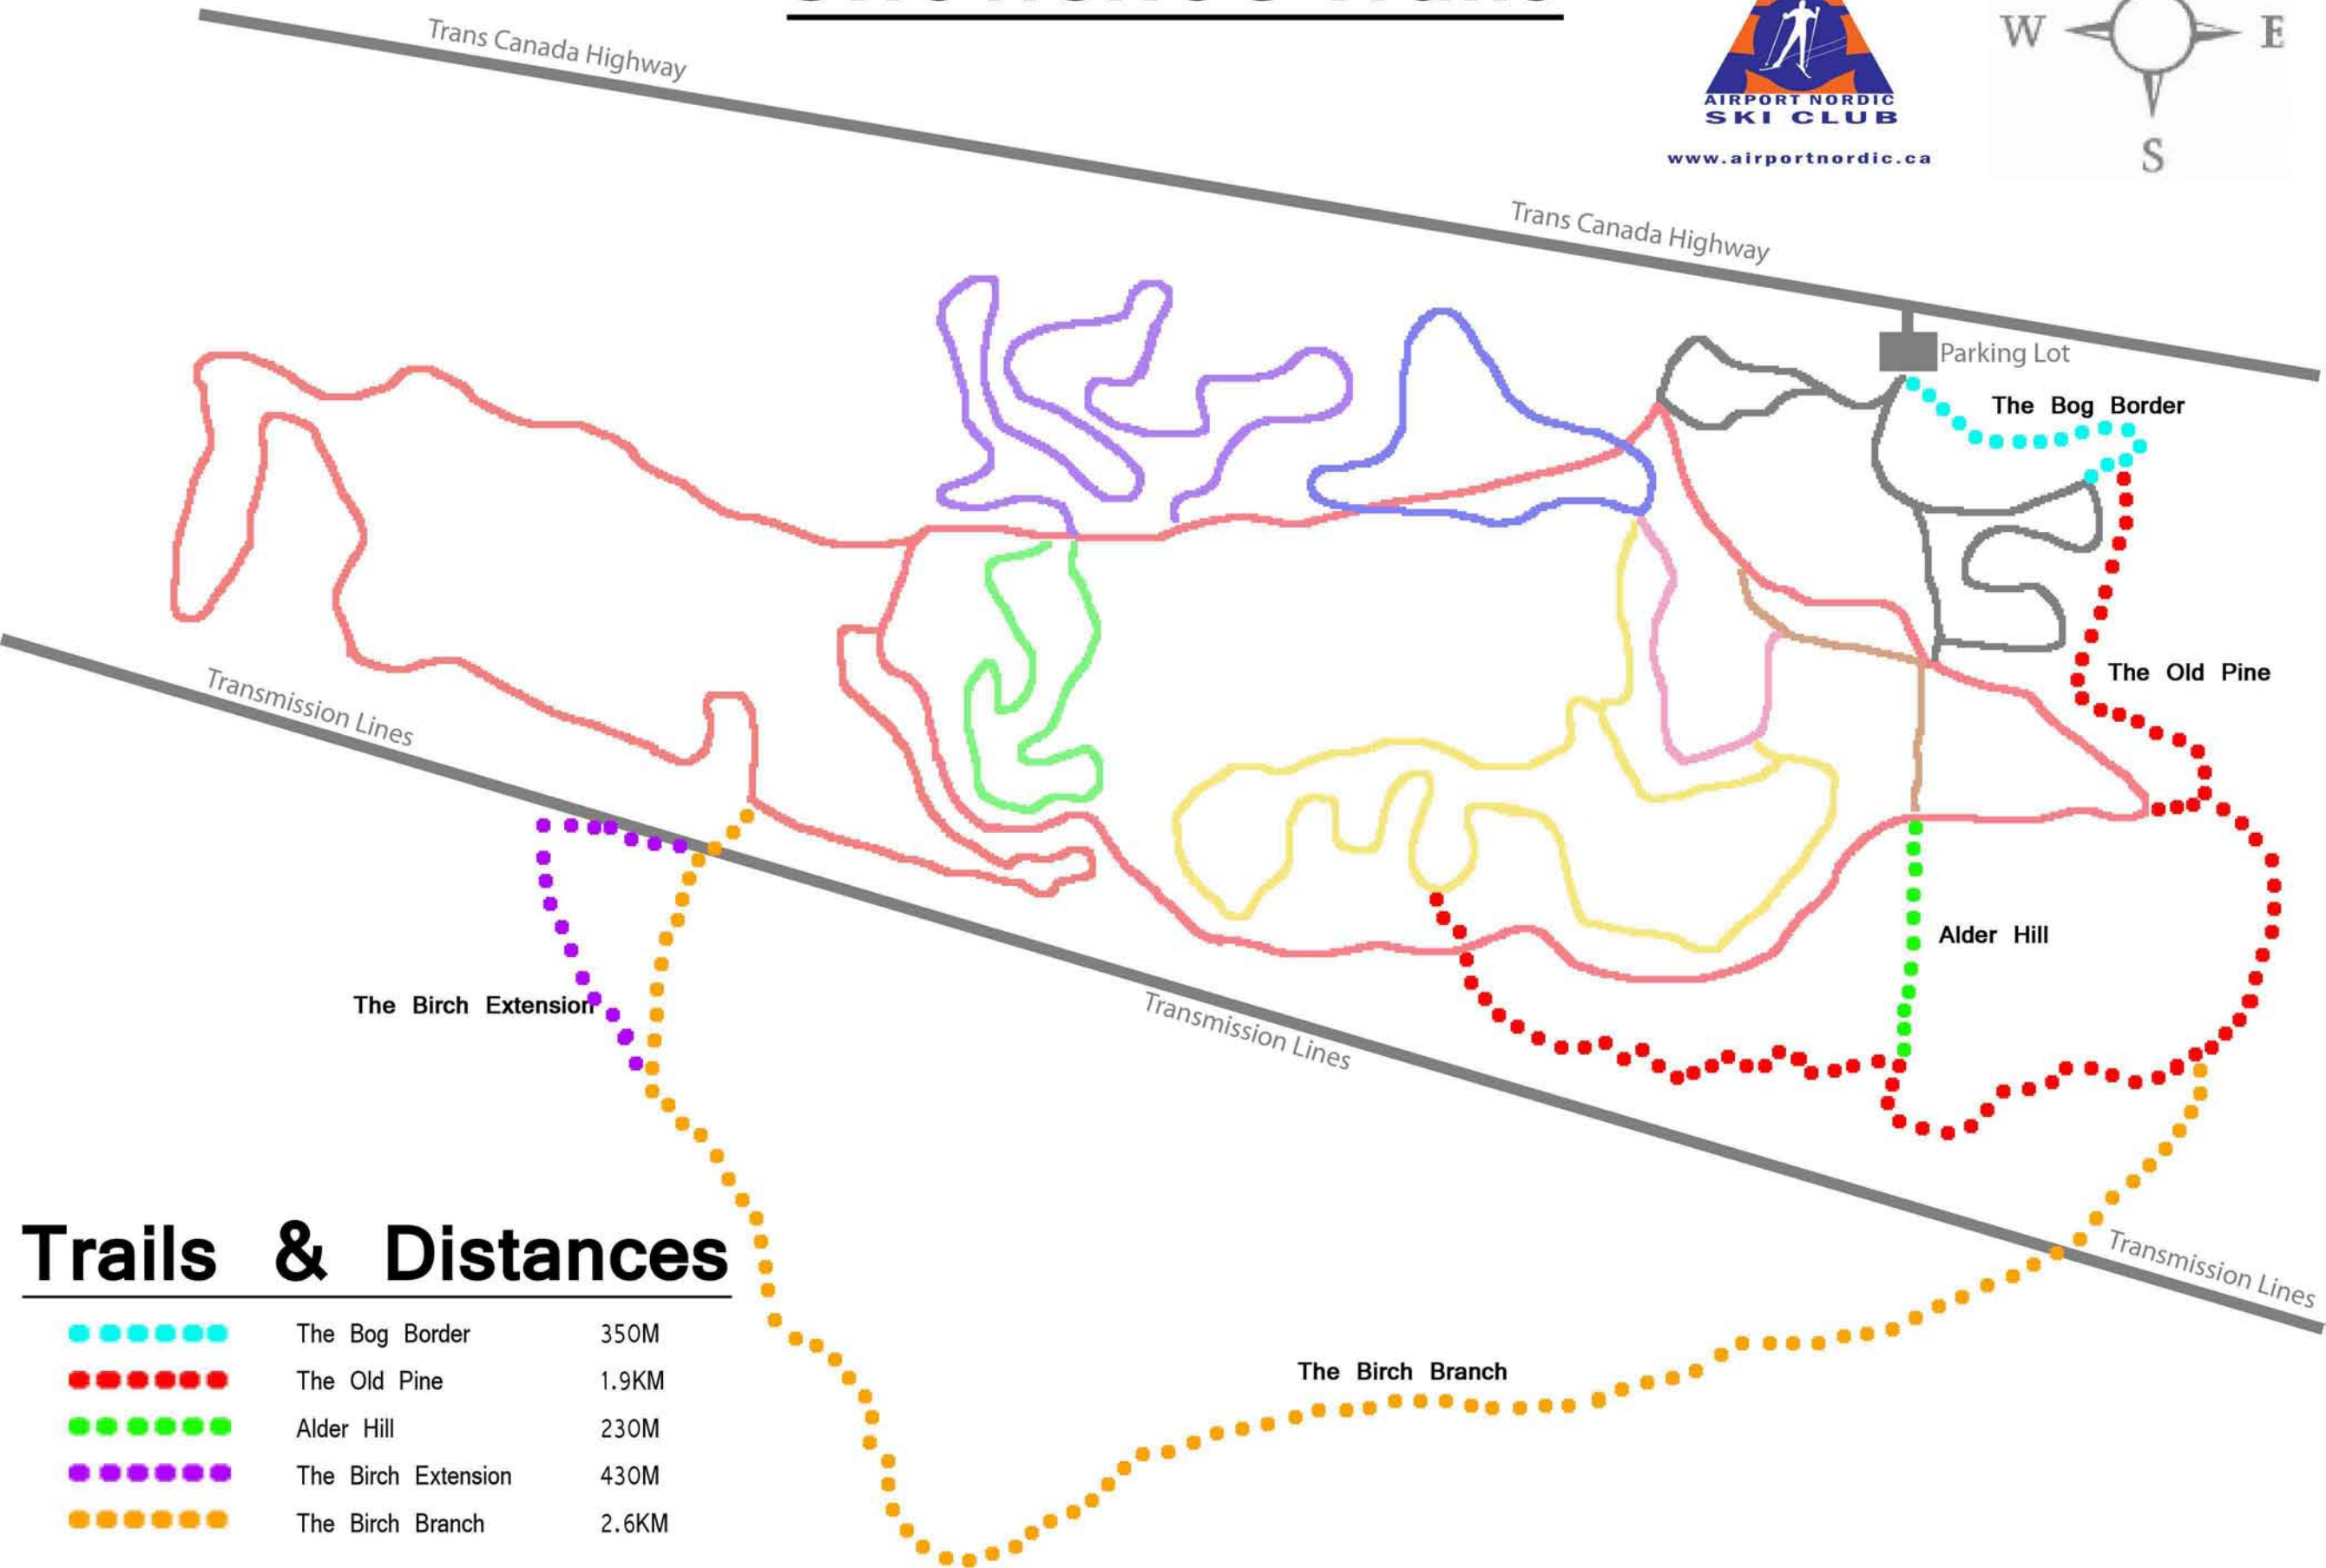 Trans Canada Highway
W
E
S
AIRPORT NORDIC
SKI CLUB
www.airportnordic.ca
Trans Canada Highway
Parking Lot
The Bog Border
The Old Pine
Transmission Lines
Alder Hill
The Birch Extension
Transmission Lines
Transmission Lines
The Birch Branch
Trails & Distances
The Bog Border 350M
The Old Pine 1.9KM
Alder Hill 230M
The Birch Extension 430M
The Birch Branch 2.6KM